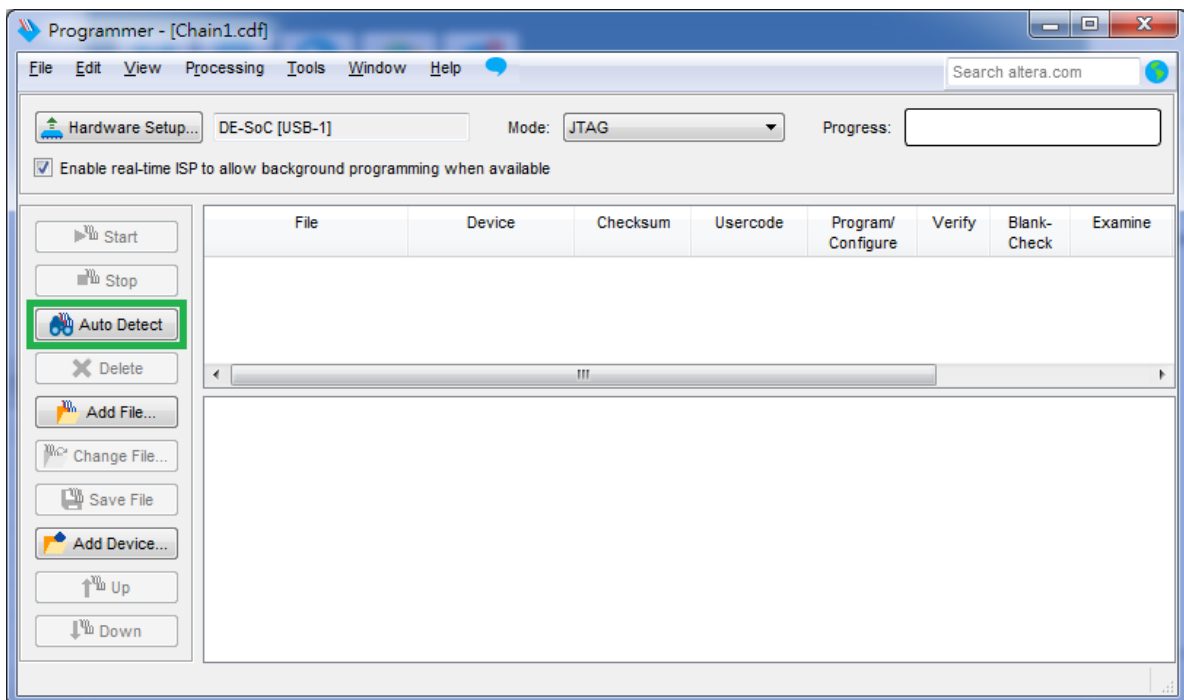 Programmer - [Chain1.cdf]
File Edit View Processing Tools Window Help
Search altera.com
Hardware Setup... DE-SoC [USB-1] Mode: JTAG Progress:
Enable real-time ISP to allow background programming when available
File Device Checksum Usercode Program/ Configure Verify Blank- Check Examine
Start
Stop
Auto Detect
Delete
Add File...
Change File...
Save File
Add Device...
Up
Down